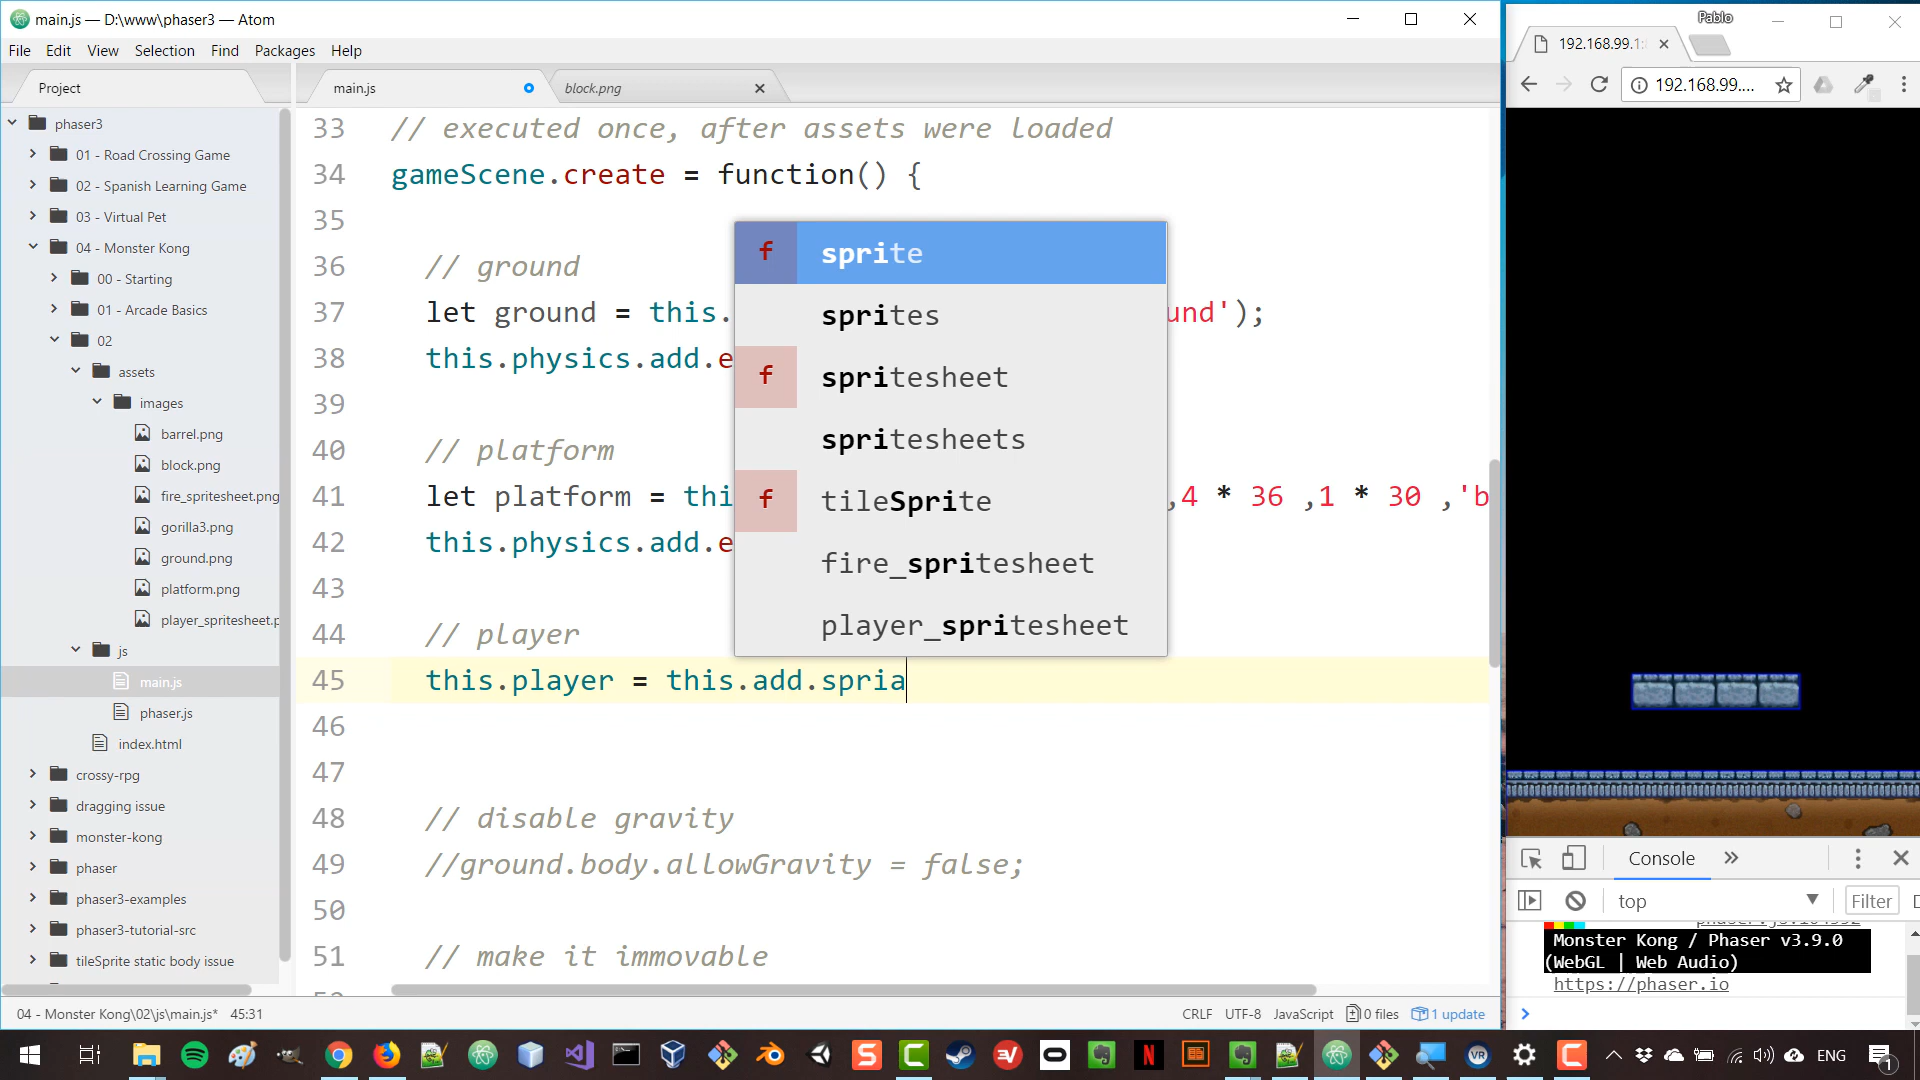 main.js — D:\www\phaser3 — Atom
File Edit View Selection Find Packages Help
Project
main.js
block.png
phaser3
01 - Road Crossing Game
02 - Spanish Learning Game
03 - Virtual Pet
04 - Monster Kong
00 - Starting
01 - Arcade Basics
02
assets
images
barrel.png
block.png
fire_spritesheet.png
gorilla3.png
ground.png
platform.png
player_spritesheet.p
js
main.js
phaser.js
index.html
crossy-rpg
dragging issue
monster-kong
phaser
phaser3-examples
phaser3-tutorial-src
tileSprite static body issue
33 // executed once, after assets were loaded
34 gameScene.create = function() {
35
36 // ground
37 let ground = this. und');
38 this.physics.add.e
39
40 // platform
41 let platform = thi ,4 * 36 ,1 * 30 ,'b
42 this.physics.add.e
43
44 // player
45 this.player = this.add.spria
46
47
48 // disable gravity
49 //ground.body.allowGravity = false;
50
51 // make it immovable
f sprite
sprites
f spritesheet
spritesheets
f tileSprite
fire_spritesheet
player_spritesheet
04 - Monster Kong\02\js\main.js* 45:31
CRLF UTF-8 JavaScript 0 files 1 update
Pablo
192.168.99.1:
192.168.99....
Console
top
Filter
Monster Kong / Phaser v3.9.0
(WebGL | Web Audio)
https://phaser.io
ENG
1